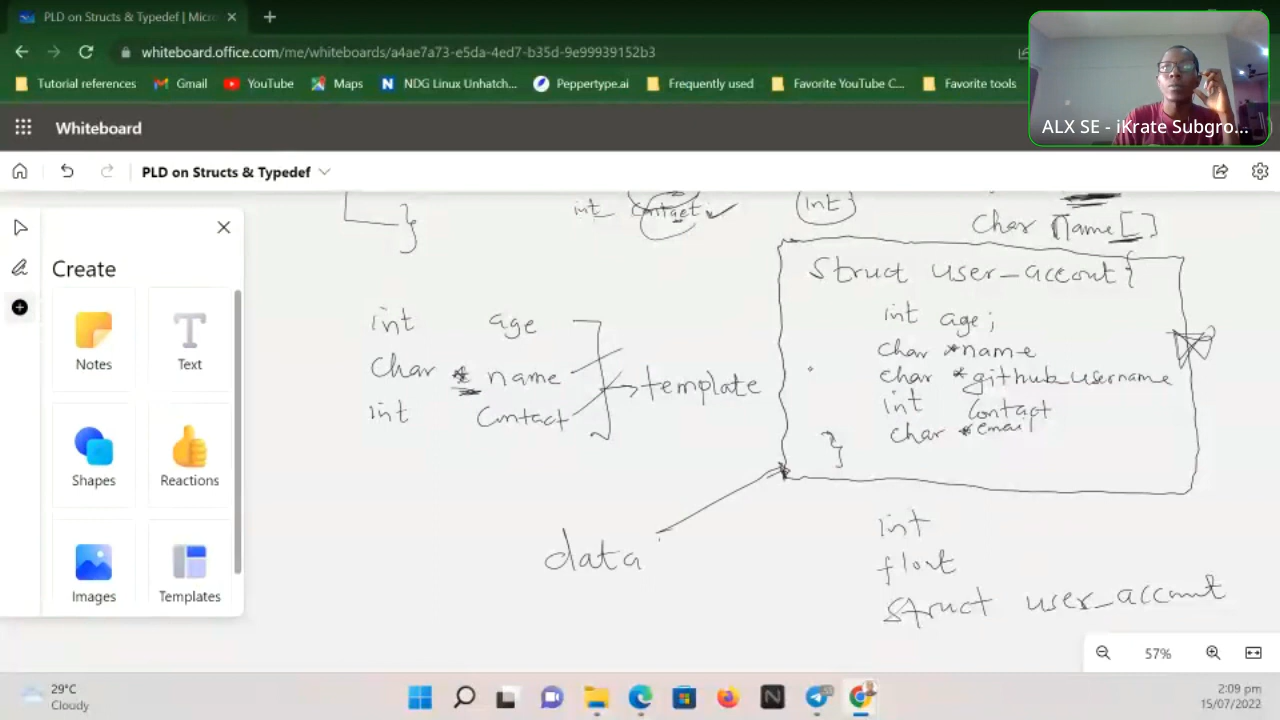 PLD on Structs & Typedef | Micr
whiteboard.office.com/me/whiteboards/a4ae7a73-e5da-4ed7-b35d-9e99939152b3
Tutorial references
Gmail
YouTube
Maps
NDG Linux Unhatch...
Peppertype.ai
Frequently used
Favorite YouTube C...
Favorite tools
ALX SE - iKrate Subgro...
Whiteboard
PLD on Structs & Typedef
Create
Notes
Text
Shapes
Reactions
Images
Templates
}
int contact
int
char name[]
int age
char * name
int contact
template
struct user_accout{
int age;
char *name
char *github_username
int contact
char *email
}
data
int
float
struct user_account
57%
29°C
Cloudy
2:09 pm
15/07/2022